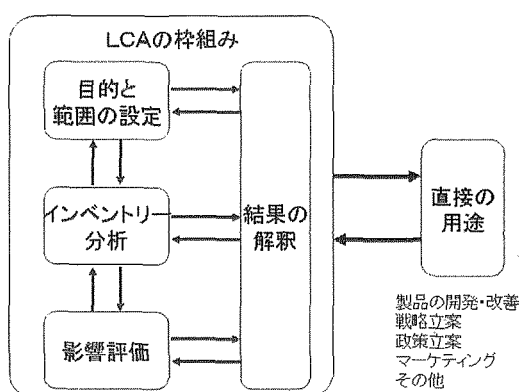 LCAの枠組み
目的と
範囲の設定
インベントリー
分析
影響評価
結果の
解釈
直接の
用途
製品の開発・改善
戦略立案
政策立案
マーケティング
その他